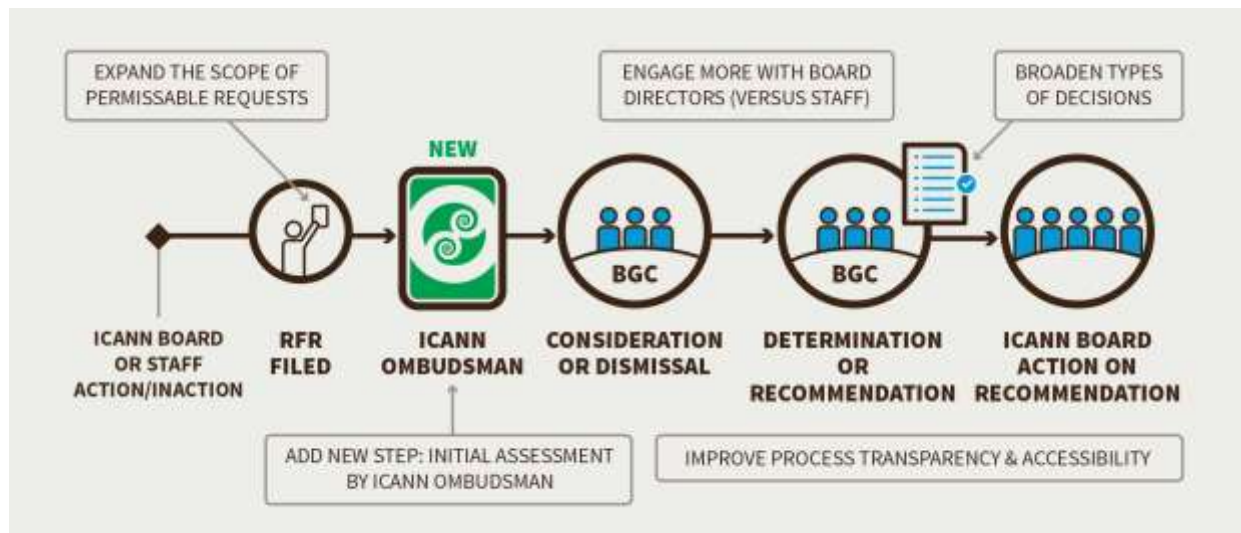 EXPAND THE SCOPE OF
PERMISSABLE REQUESTS
ENGAGE MORE WITH BOARD
DIRECTORS (VERSUS STAFF)
BROADEN TYPES
OF DECISIONS
NEW
BGC
BGC
ICANN BOARD
OR STAFF
ACTION/INACTION
RFR
FILED
ICANN
OMBUDSMAN
CONSIDERATION
OR DISMISSAL
DETERMINATION
OR
RECOMMENDATION
ICANN BOARD
ACTION ON
RECOMMENDATION
ADD NEW STEP: INITIAL ASSESSMENT
BY ICANN OMBUDSMAN
IMPROVE PROCESS TRANSPARENCY & ACCESSIBILITY